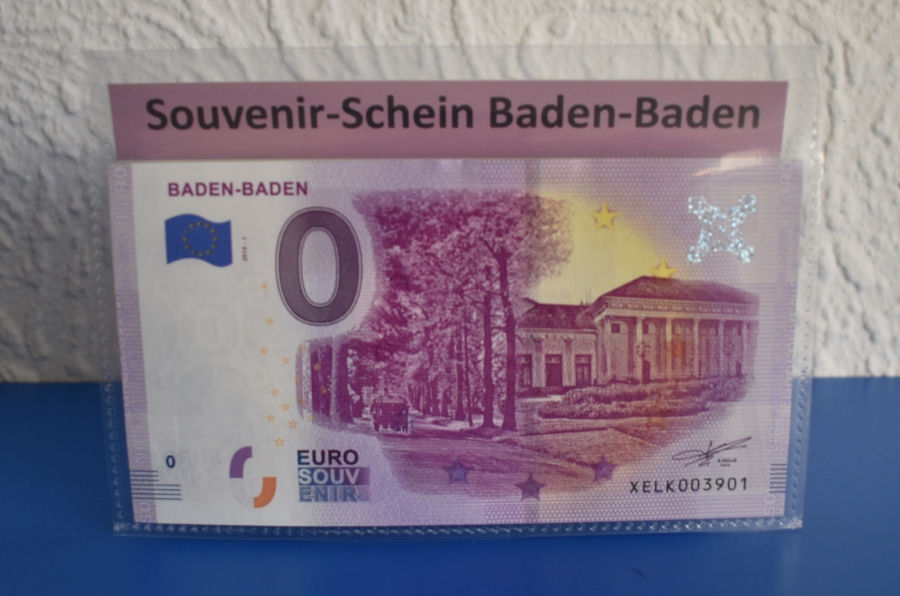 Souvenir-Schein Baden-Baden
BADEN-BADEN
0
0
EURO
SOUV
ENIR
XELK003901